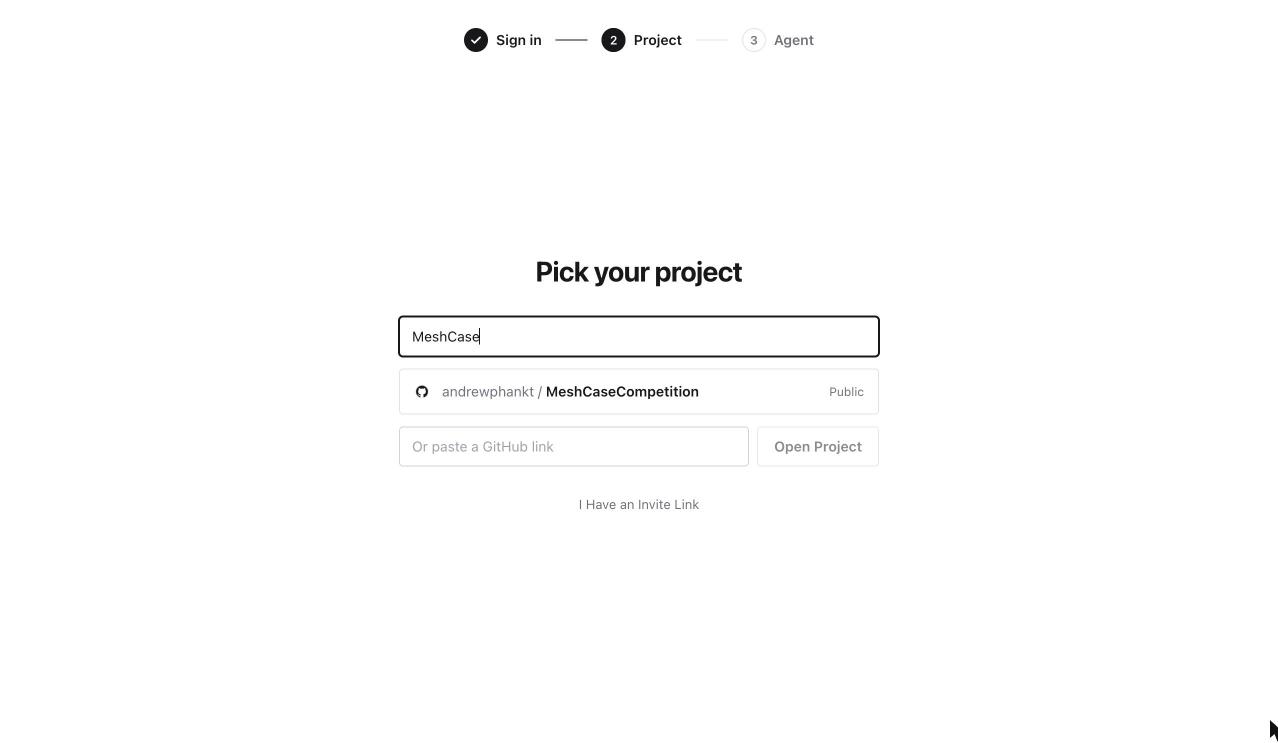 Sign in
2 Project
3 Agent
Pick your project
MeshCase
andrewphankt / MeshCaseCompetition Public
Or paste a GitHub link Open Project
I Have an Invite Link